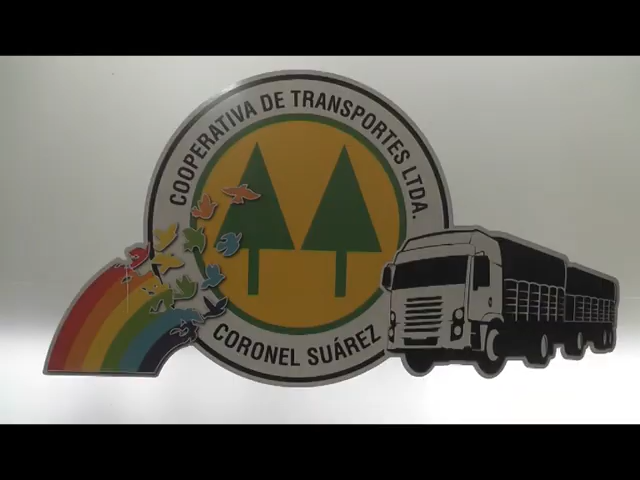 COOPERATIVA DE TRANSPORTES LTDA.
CORONEL SUÁREZ